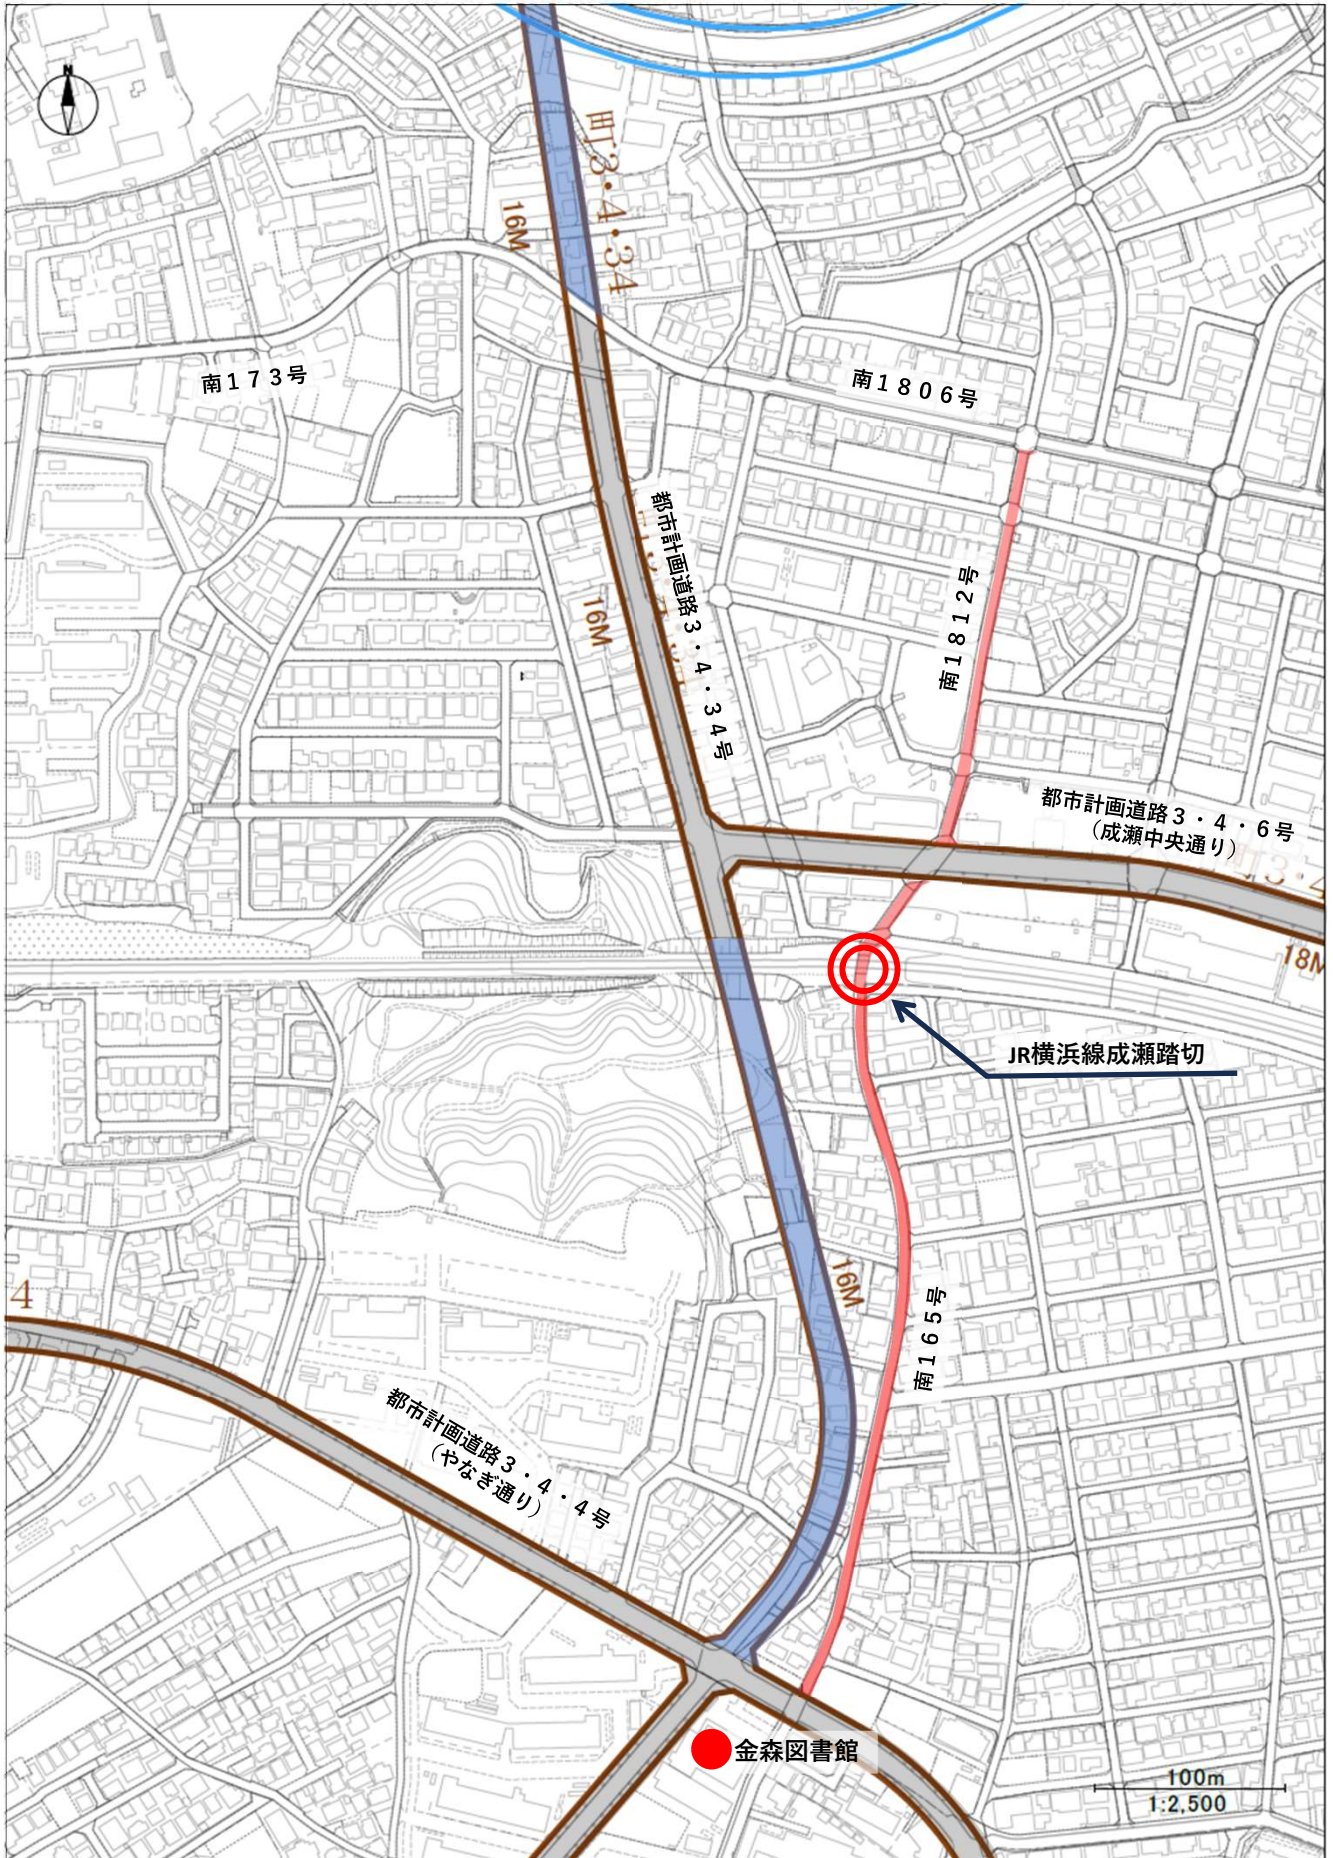 N
町3・4・34
16M
南１７３号
南１８０６号
都市計画道路３・４・３４号
16M
南１８１２号
都市計画道路３・４・６号
（成瀬中央通り）
町3・4
18M
JR横浜線成瀬踏切
16M
4
南１６５号
都市計画道路３・４・４号
（やなぎ通り）
金森図書館
100m
1:2,500